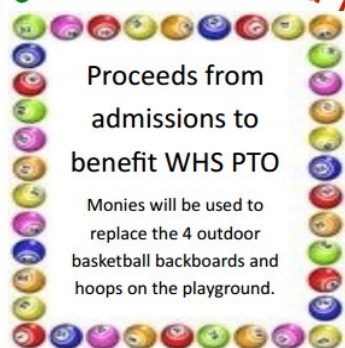 Proceeds from
admissions to
benefit WHS PTO
Monies will be used to
replace the 4 outdoor
basketball backboards and
hoops on the playground.